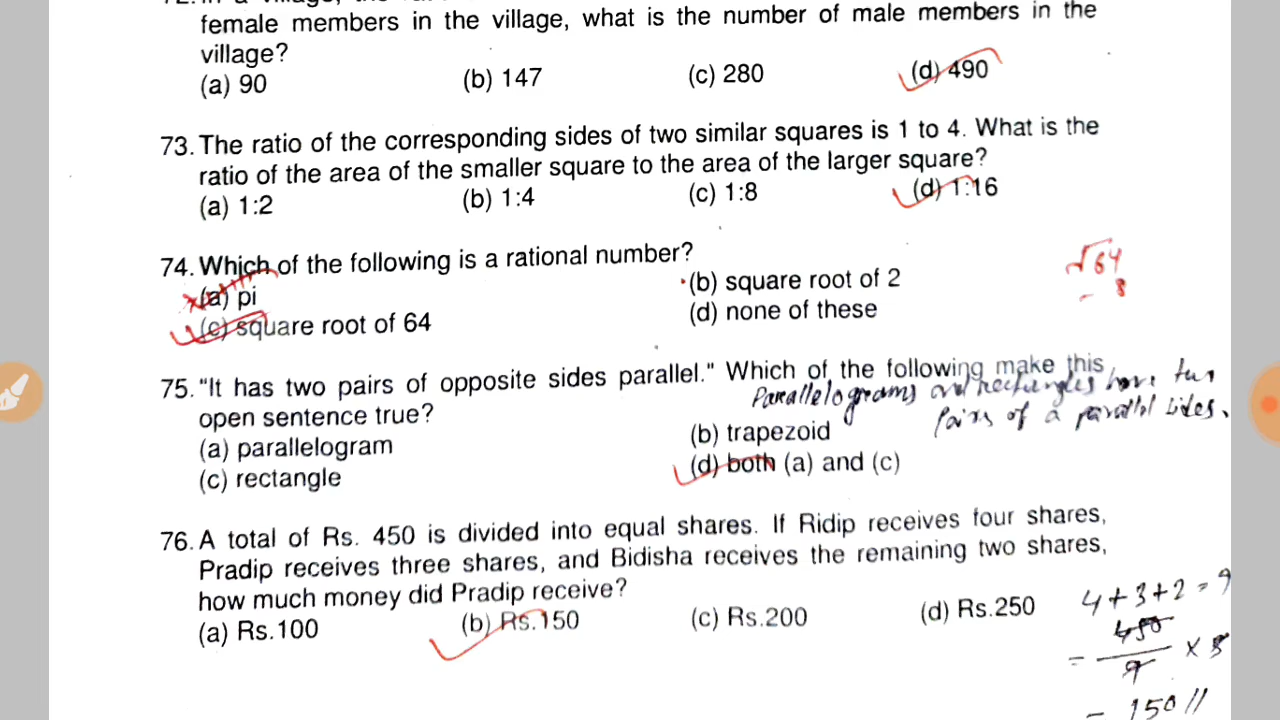 female members in the village, what is the number of male members in the
village?
(a) 90 (b) 147 (c) 280 (d) 490
73. The ratio of the corresponding sides of two similar squares is 1 to 4. What is the
ratio of the area of the smaller square to the area of the larger square?
(a) 1:2 (b) 1:4 (c) 1:8 (d) 1:16
74. Which of the following is a rational number?
(a) pi (b) square root of 2
√64
(c) square root of 64 (d) none of these
- 8
75. "It has two pairs of opposite sides parallel." Which of the following make this
Parallelograms and rectangles have two
open sentence true?
Pairs of a parallel sides.
(a) parallelogram (b) trapezoid
(c) rectangle (d) both (a) and (c)
76. A total of Rs. 450 is divided into equal shares. If Ridip receives four shares,
Pradip receives three shares, and Bidisha receives the remaining two shares,
how much money did Pradip receive?
(a) Rs.100 (b) Rs.150 (c) Rs.200 (d) Rs.250
4+3+2 = 9
= 450
9 ×
- 150 //